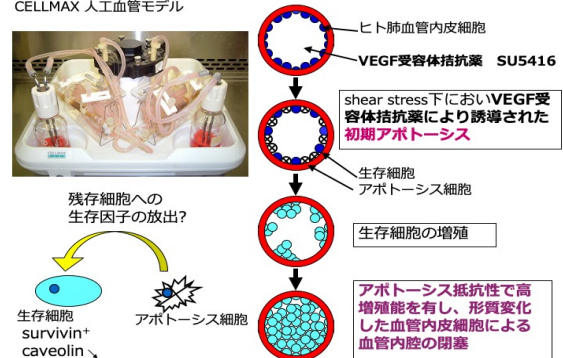 CELLMAX 人工血管モデル
ヒト肺血管内皮細胞
VEGF受容体拮抗薬 SU5416
shear stress下においVEGF受
容体拮抗薬により誘導された
初期アポトーシス
生存細胞
アポトーシス細胞
残存細胞への
生存因子の放出?
生存細胞の増殖
生存細胞
アポトーシス細胞
survivin+
caveolin↘
アポトーシス抵抗性で高
増殖能を有し、形質変化
した血管内皮細胞による
血管内腔の閉塞